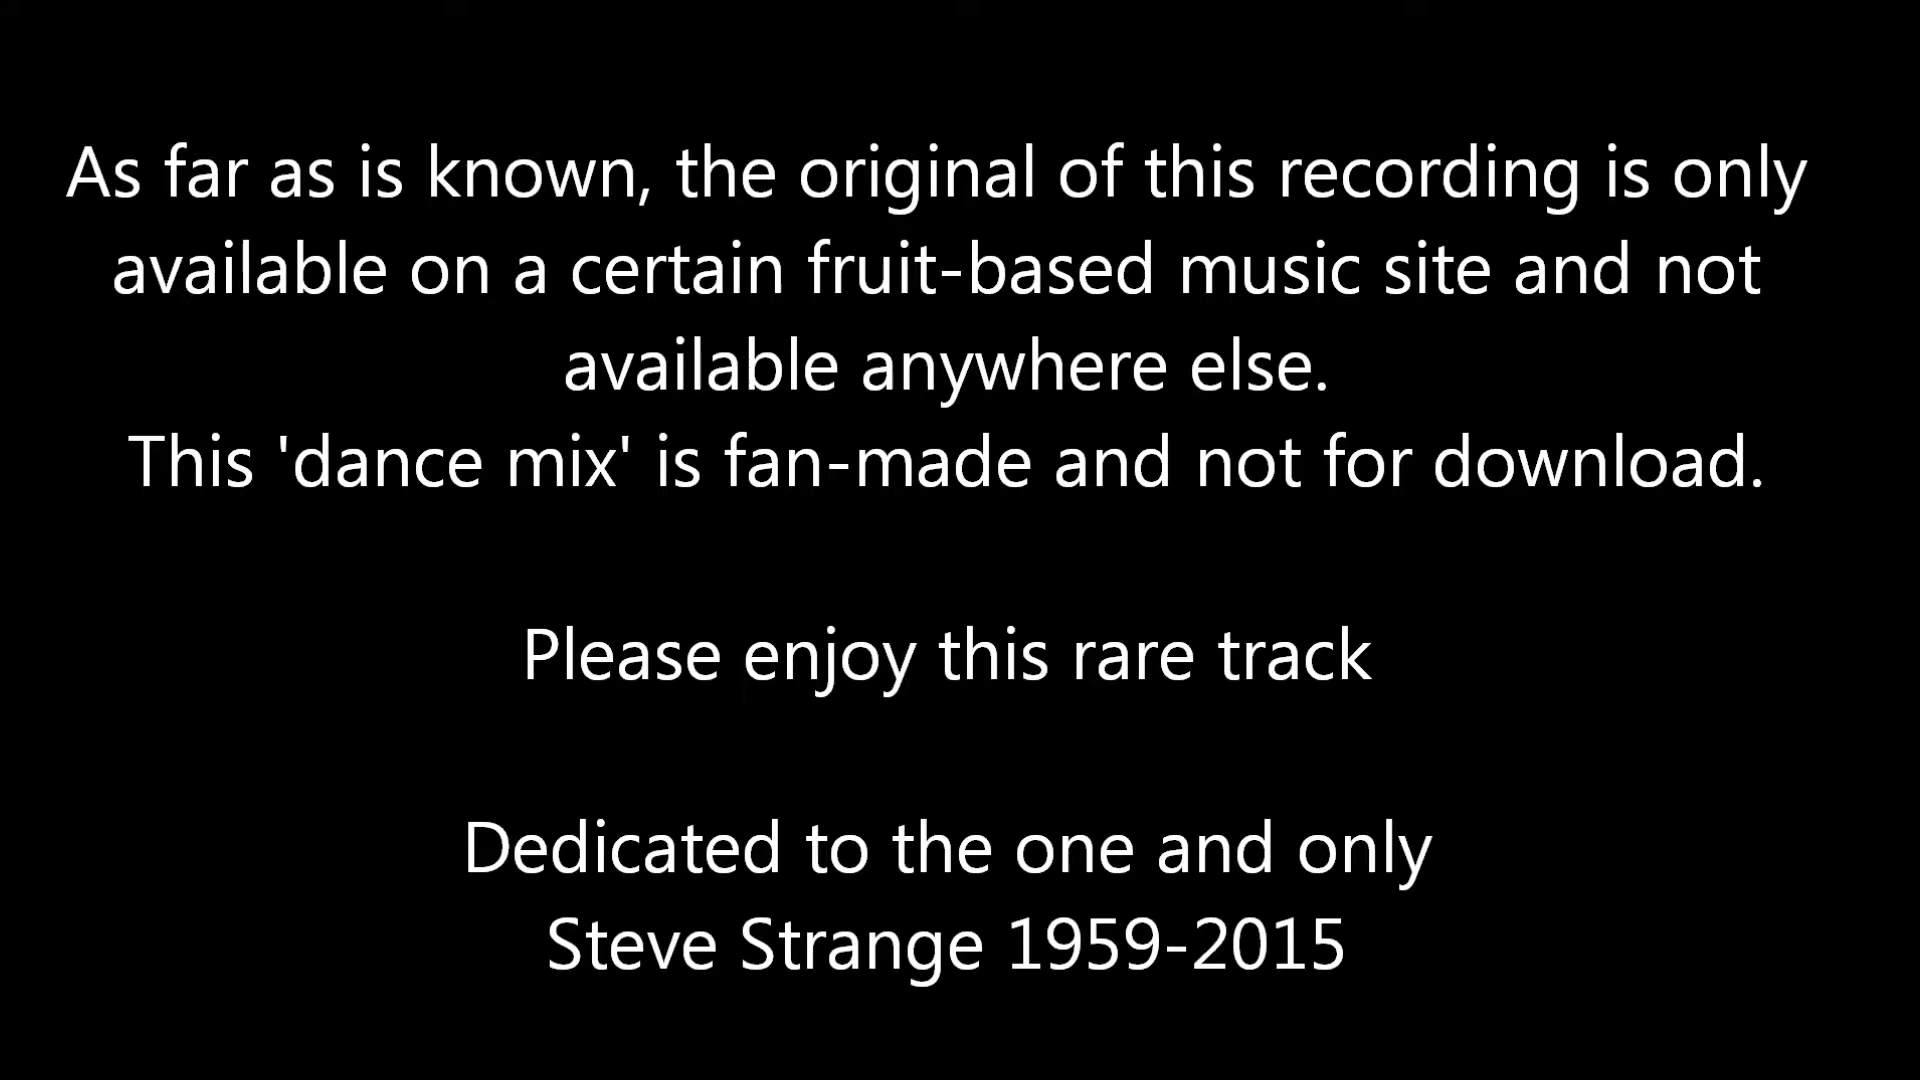 As far as is known, the original of this recording is only
available on a certain fruit-based music site and not
available anywhere else.
This 'dance mix' is fan-made and not for download.
Please enjoy this rare track
Dedicated to the one and only
Steve Strange 1959-2015